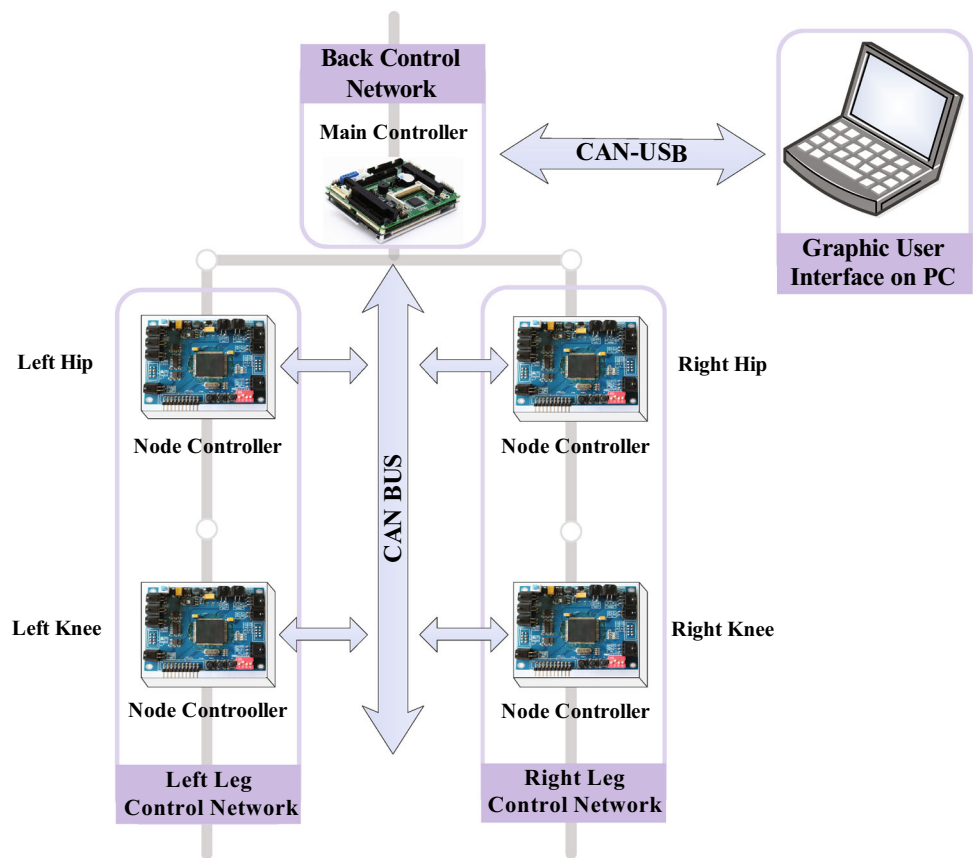 Back Control
Network
Main Controller
CAN-USB
Graphic User
Interface on PC
Left Hip
Node Controller
Right Hip
Node Controller
CAN BUS
Left Knee
Node Controoller
Right Knee
Node Controller
Left Leg
Control Network
Right Leg
Control Network